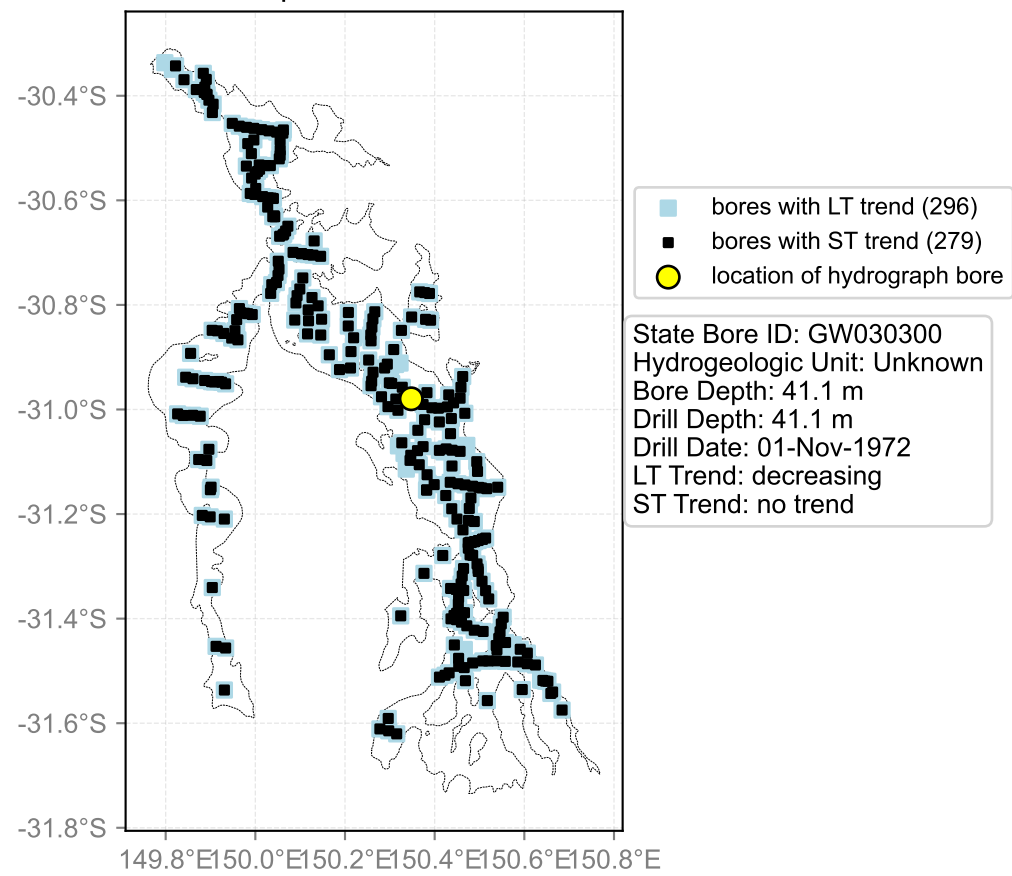 -30.4°S
-30.6°S
-30.8°S
-31.0°S
-31.2°S
-31.4°S
-31.6°S
-31.8°S
149.8°E150.0°E150.2°E150.4°E150.6°E150.8°E
bores with LT trend (296)
bores with ST trend (279)
location of hydrograph bore
State Bore ID: GW030300
Hydrogeologic Unit: Unknown
Bore Depth: 41.1 m
Drill Depth: 41.1 m
Drill Date: 01-Nov-1972
LT Trend: decreasing
ST Trend: no trend